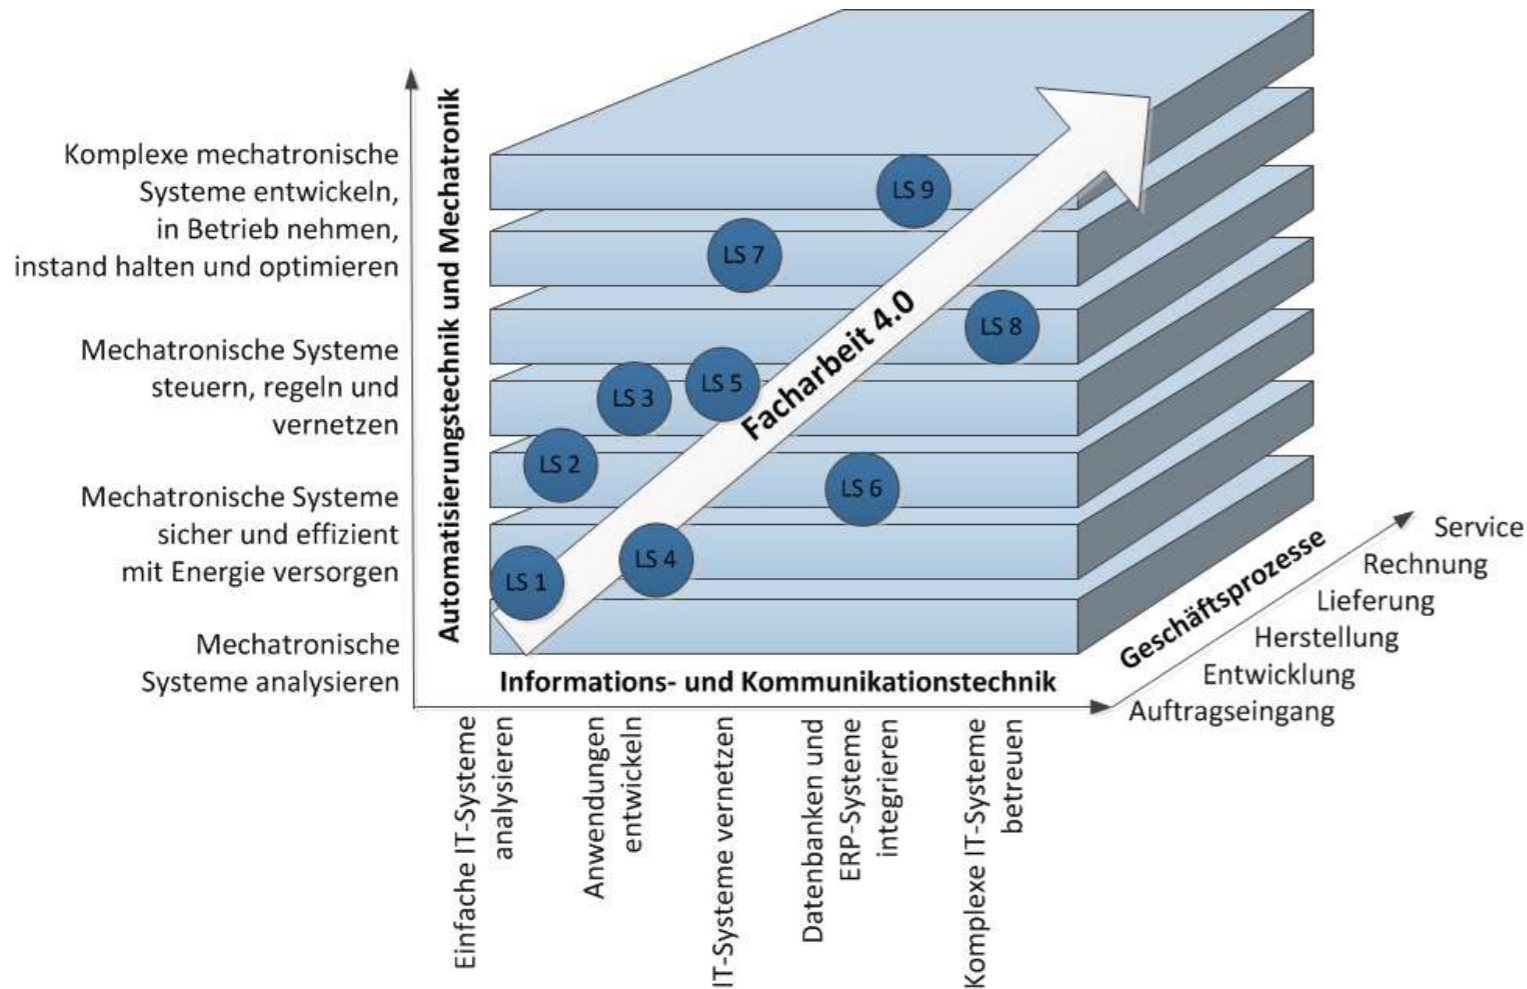 Komplexe mechatronische
Systeme entwickeln,
in Betrieb nehmen,
instand halten und optimieren
Mechatronische Systeme
steuern, regeln und
vernetzen
Mechatronische Systeme
sicher und effizient
mit Energie versorgen
Mechatronische
Systeme analysieren
Automatisierungstechnik und Mechatronik
LS 9
LS 7
LS 8
LS 5
LS 3
LS 2
LS 6
LS 4
LS 1
Facharbeit 4.0
Informations- und Kommunikationstechnik
Geschäftsprozesse
Service
Rechnung
Lieferung
Herstellung
Entwicklung
Auftragseingang
Einfache IT-Systeme
analysieren
Anwendungen
entwickeln
IT-Systeme vernetzen
Datenbanken und
ERP-Systeme
integrieren
Komplexe IT-Systeme
betreuen